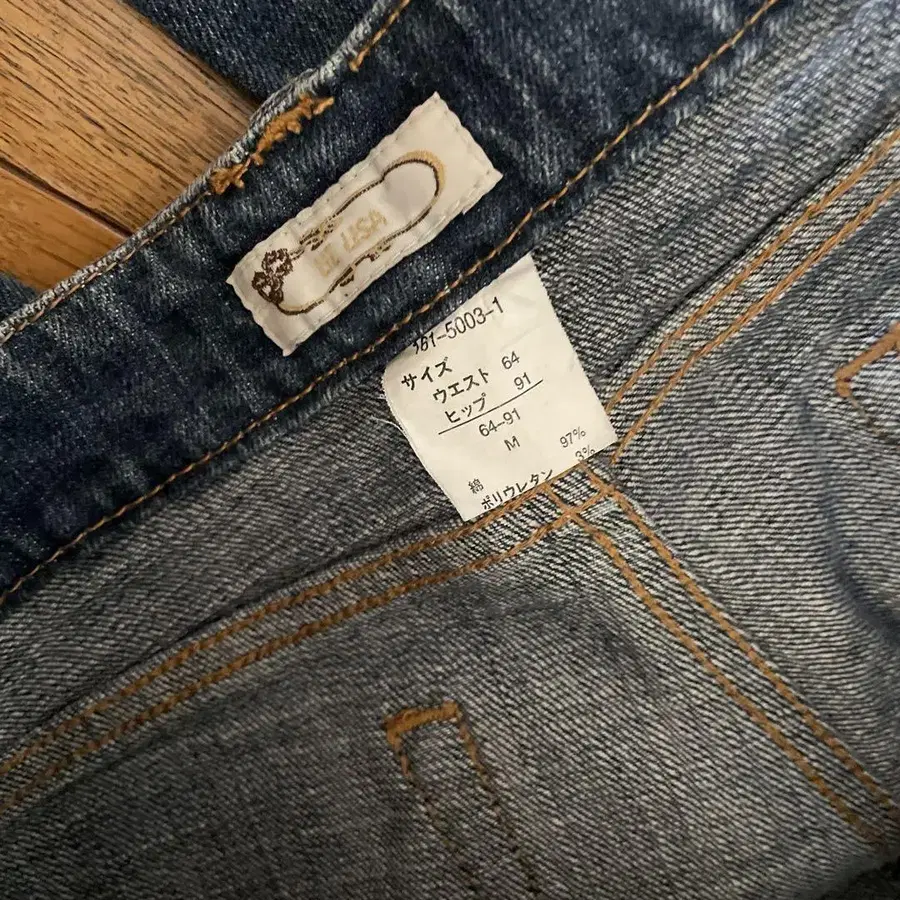 LIZ LISA
161-5003-1
サイズ
ウエスト 64
ヒップ 91
64-91
M
綿 97%
ポリウレタン 3%